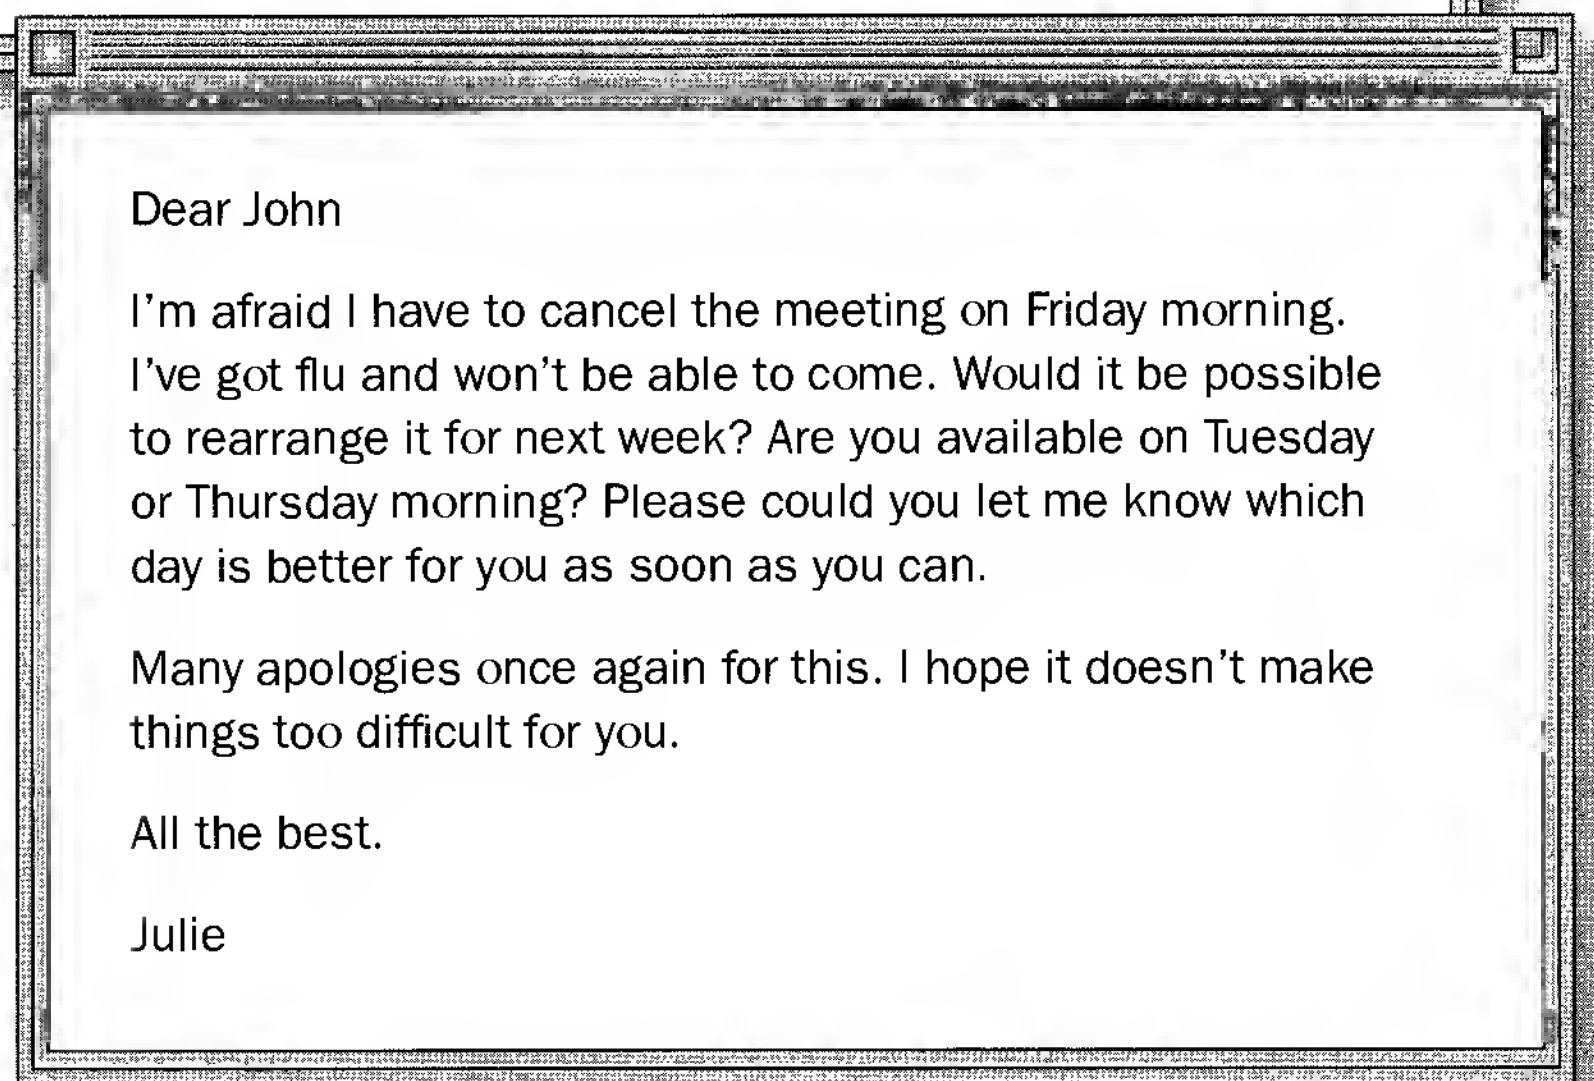 Dear John
I'm afraid I have to cancel the meeting on Friday morning.
I've got flu and won't be able to come. Would it be possible
to rearrange it for next week? Are you available on Tuesday
or Thursday morning? Please could you let me know which
day is better for you as soon as you can.
Many apologies once again for this. I hope it doesn't make
things too difficult for you.
All the best.
Julie